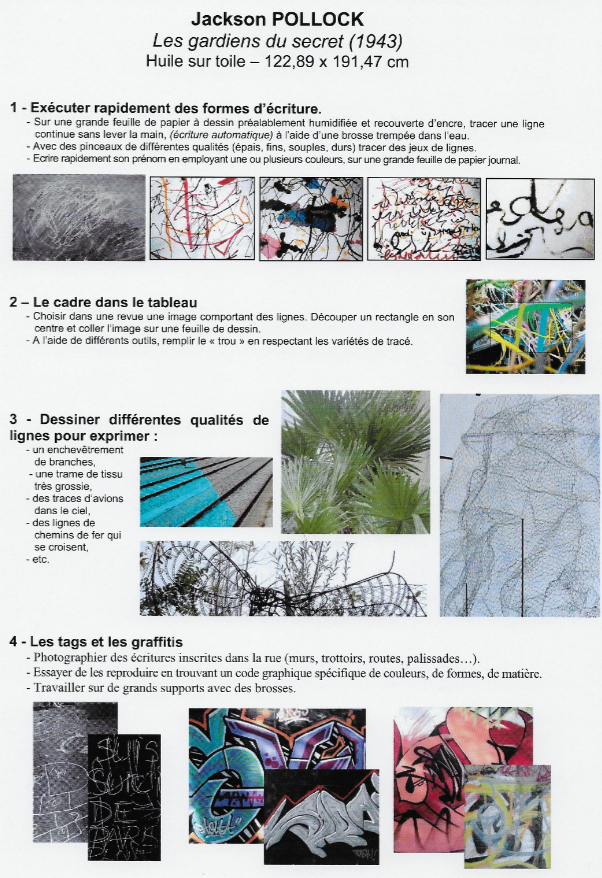 Jackson POLLOCK
Les gardiens du secret (1943)
Huile sur toile – 122,89 x 191,47 cm
1 - Exécuter rapidement des formes d'écriture.
- Sur une grande feuille de papier à dessin préalablement humidifiée et recouverte d'encre, tracer une ligne
continue sans lever la main, (écriture automatique) à l'aide d'une brosse trempée dans l'eau.
- Avec des pinceaux de différentes qualités (épais, fins, souples, durs) tracer des jeux de lignes.
- Ecrire rapidement son prénom en employant une ou plusieurs couleurs, sur une grande feuille de papier journal.
2 – Le cadre dans le tableau
- Choisir dans une revue une image comportant des lignes. Découper un rectangle en son
centre et coller l'image sur une feuille de dessin.
- A l'aide de différents outils, remplir le « trou » en respectant les variétés de tracé.
3 - Dessiner différentes qualités de
lignes pour exprimer :
- un enchevêtrement
de branches,
- une trame de tissu
très grossie,
- des traces d'avions
dans le ciel,
- des lignes de
chemins de fer qui
se croisent,
- etc.
4 - Les tags et les graffitis
- Photographier des écritures inscrites dans la rue (murs, trottoirs, routes, palissades…).
- Essayer de les reproduire en trouvant un code graphique spécifique de couleurs, de formes, de matière.
- Travailler sur de grands supports avec des brosses.
DE